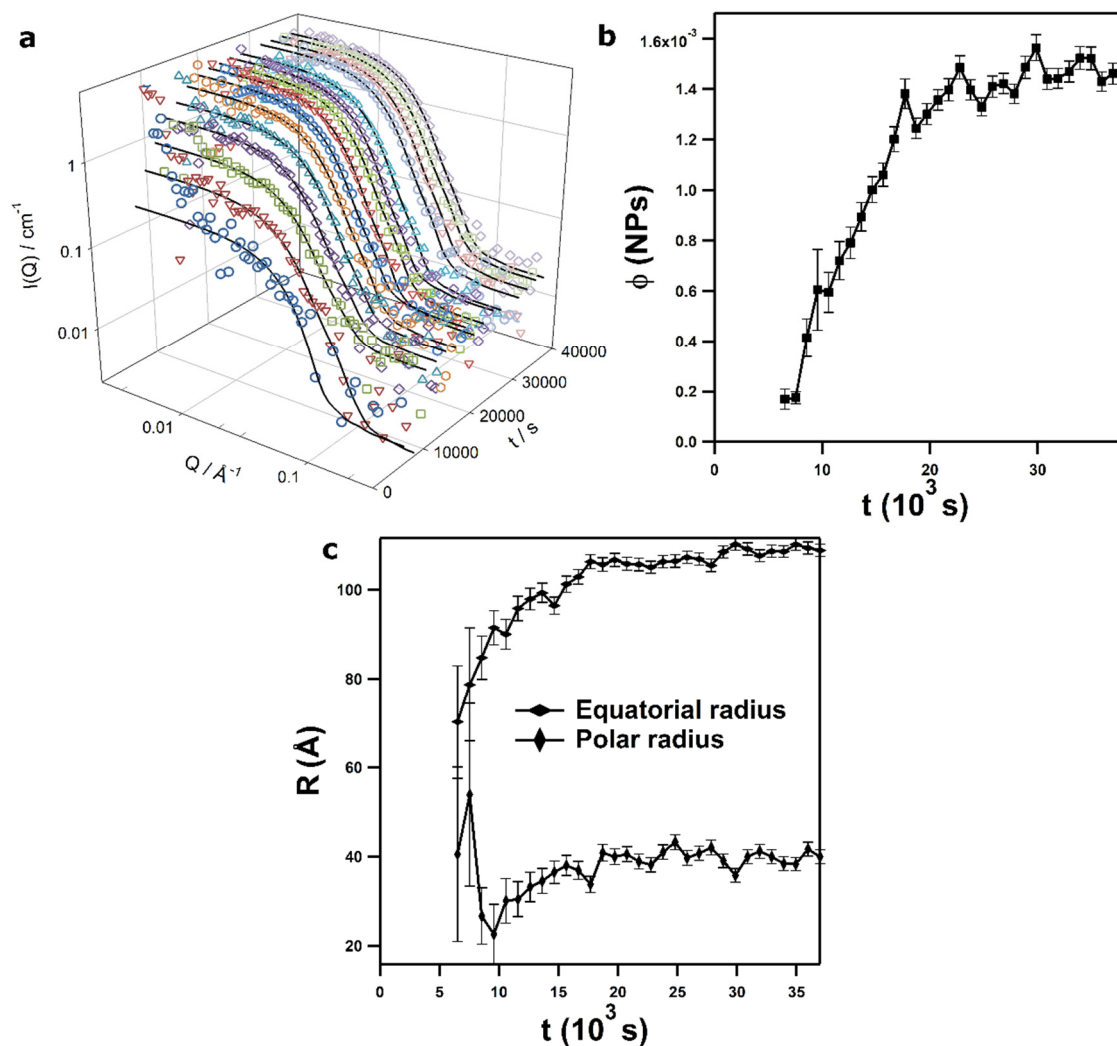 a
I(Q) / cm⁻¹
1
0.1
0.01
0.01
0.1
Q / Å⁻¹
0
10000
20000
30000
40000
t / s
b
ϕ (NPs)
1.6x10⁻³
1.4
1.2
1.0
0.8
0.6
0.4
0.2
0.0
0 10 20 30
t (10³ s)
c
R (Å)
100
80
60
40
20
Equatorial radius
Polar radius
0 5 10 15 20 25 30 35
t (10³ s)